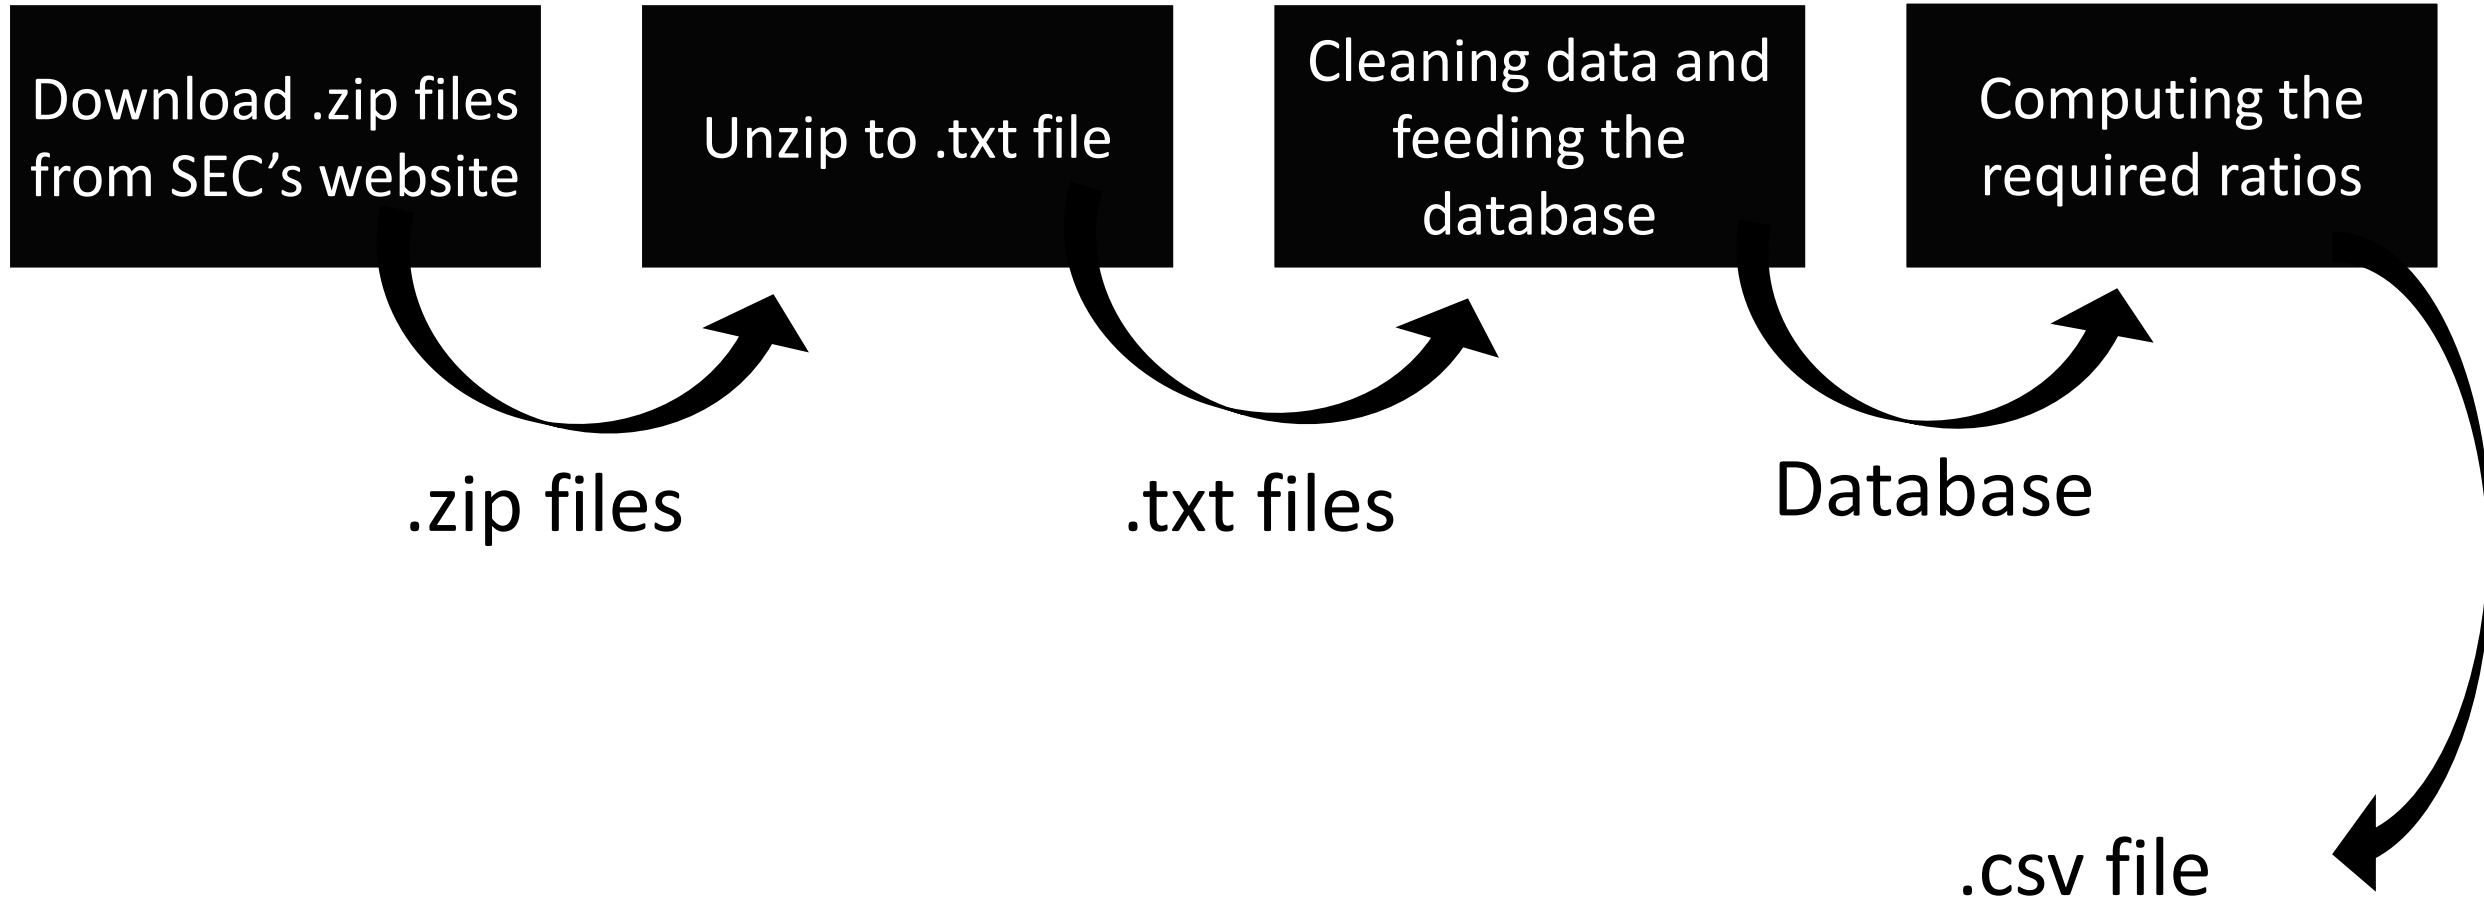 Download .zip files
from SEC’s website
Unzip to .txt file
Cleaning data and
feeding the
database
Computing the
required ratios
.zip files
.txt files
Database
.csv file